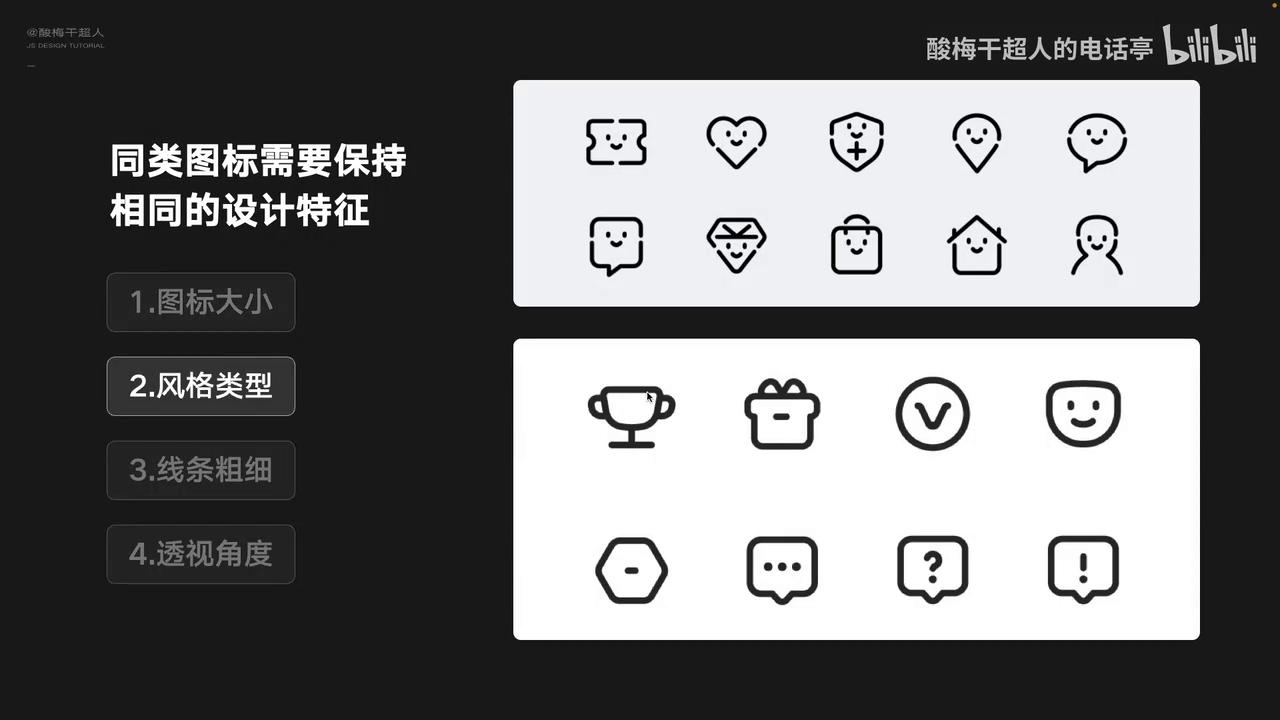 @酸梅干超人
JS DESIGN TUTORIAL
酸梅干超人的电话亭 bilibili
同类图标需要保持
相同的设计特征
1.图标大小
2.风格类型
3.线条粗细
4.透视角度